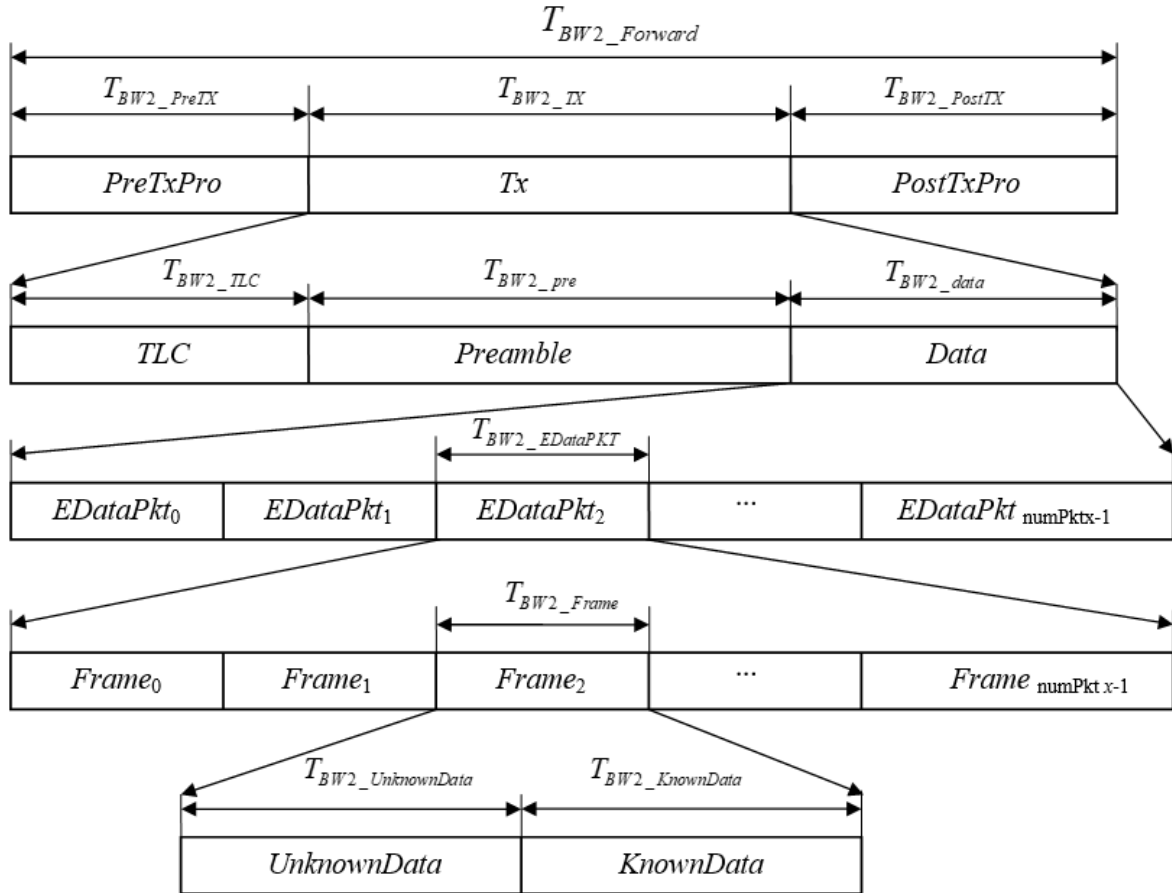 T_BW2_Forward
T_BW2_PreTX T_BW2_TX T_BW2_PostTX
PreTxPro Tx PostTxPro
T_BW2_TLC T_BW2_pre T_BW2_data
TLC Preamble Data
T_BW2_EDataPKT
EDataPkt0 EDataPkt1 EDataPkt2 ... EDataPkt numPktx-1
T_BW2_Frame
Frame0 Frame1 Frame2 ... Frame numPkt x-1
T_BW2_UnknownData T_BW2_KnownData
UnknownData KnownData